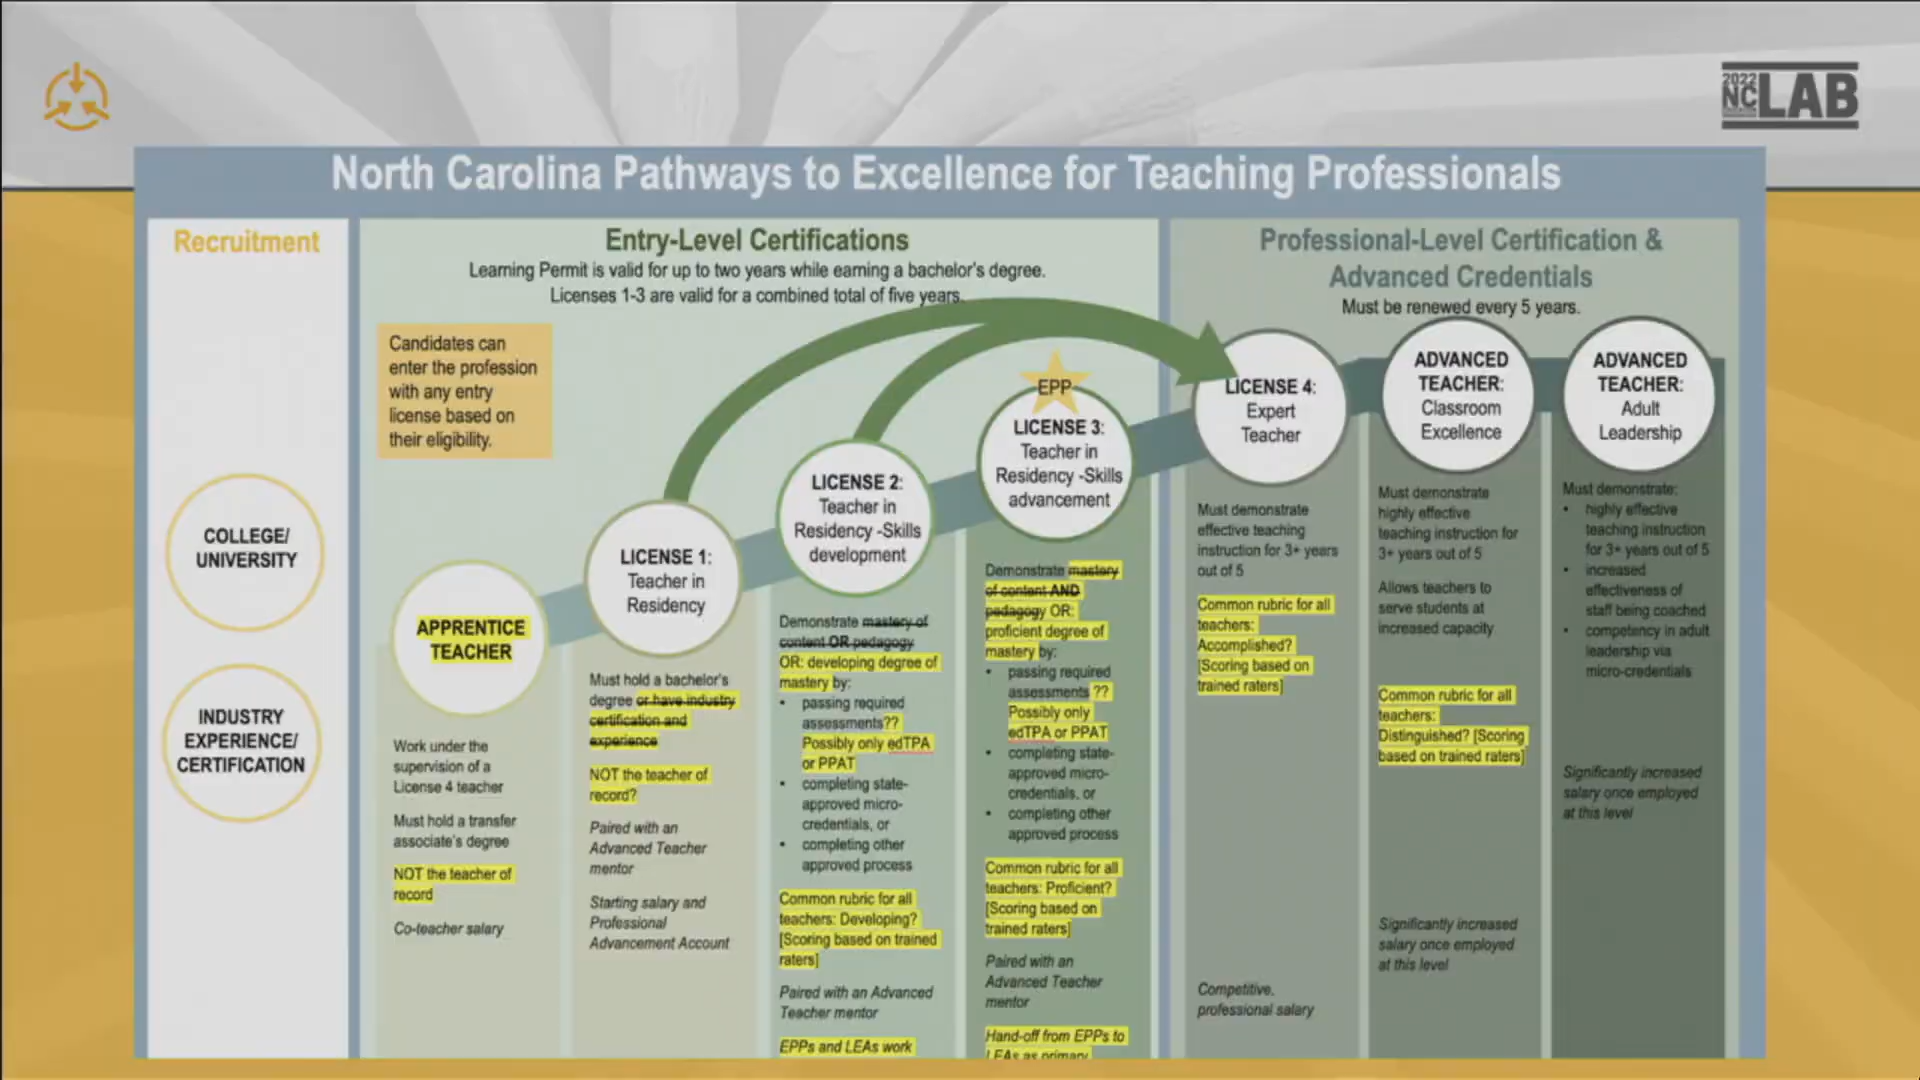 2022
NC
LAB
North Carolina Pathways to Excellence for Teaching Professionals
Recruitment
COLLEGE/
UNIVERSITY
INDUSTRY
EXPERIENCE/
CERTIFICATION
Entry-Level Certifications
Learning Permit is valid for up to two years while earning a bachelor's degree.
Licenses 1-3 are valid for a combined total of five years.
Candidates can
enter the profession
with any entry
license based on
their eligibility.
APPRENTICE
TEACHER
Work under the
supervision of a
License 4 teacher
Must hold a transfer
associate's degree
NOT the teacher of
record
Co-teacher salary
LICENSE 1:
Teacher in
Residency
Must hold a bachelor's
degree or have industry
certification and
experience
NOT the teacher of
record?
Paired with an
Advanced Teacher
mentor
Starting salary and
Professional
Advancement Account
LICENSE 2:
Teacher in
Residency -Skills
development
Demonstrate mastery of
content OR pedagogy
OR: developing degree of
mastery by:
• passing required
assessments??
Possibly only edTPA
or PPAT
• completing state-
approved micro-
credentials, or
• completing other
approved process
Common rubric for all
teachers: Developing?
[Scoring based on trained
raters]
Paired with an Advanced
Teacher mentor
EPPs and LEAs work
EPP
LICENSE 3:
Teacher in
Residency -Skills
advancement
Demonstrate mastery
of content AND
pedagogy OR:
proficient degree of
mastery by:
• passing required
assessments ??
Possibly only
edTPA or PPAT
• completing state-
approved micro-
credentials, or
• completing other
approved process
Common rubric for all
teachers: Proficient?
[Scoring based on
trained raters]
Paired with an
Advanced Teacher
mentor
Hand-off from EPPs to
LEAs as primary
Professional-Level Certification &
Advanced Credentials
Must be renewed every 5 years.
LICENSE 4:
Expert
Teacher
Must demonstrate
effective teaching
instruction for 3+ years
out of 5
Common rubric for all
teachers:
Accomplished?
[Scoring based on
trained raters]
Competitive,
professional salary
ADVANCED
TEACHER:
Classroom
Excellence
Must demonstrate
highly effective
teaching instruction for
3+ years out of 5
Allows teachers to
serve students at
increased capacity
Common rubric for all
teachers:
Distinguished? [Scoring
based on trained raters]
Significantly increased
salary once employed
at this level
ADVANCED
TEACHER:
Adult
Leadership
Must demonstrate:
• highly effective
teaching instruction
for 3+ years out of 5
• increased
effectiveness of
staff being coached
• competency in adult
leadership via
micro-credentials
Significantly increased
salary once employed
at this level